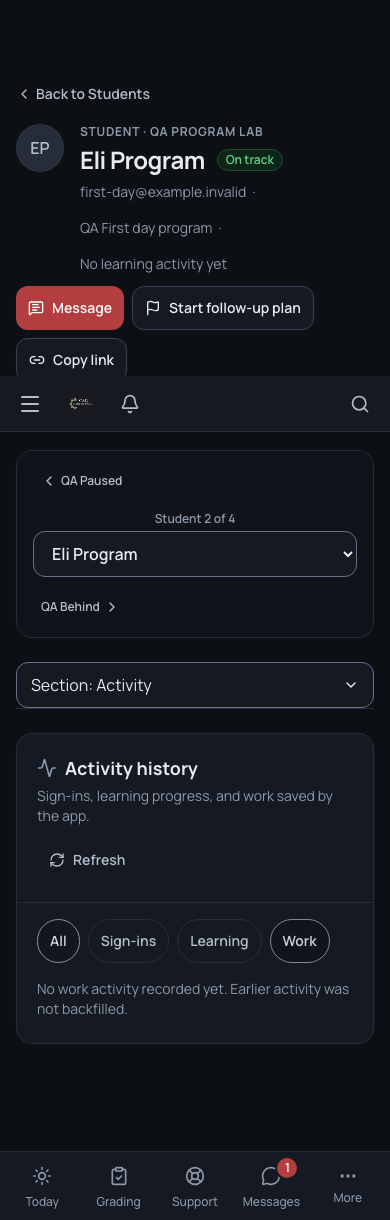 Back to Students
EP
STUDENT · QA PROGRAM LAB
Eli Program
On track
first-day@example.invalid ·
QA First day program ·
No learning activity yet
Message
Start follow-up plan
Copy link
QA Paused
Student 2 of 4
Eli Program
QA Behind
Section: Activity
Activity history
Sign-ins, learning progress, and work saved by
the app.
Refresh
All
Sign-ins
Learning
Work
No work activity recorded yet. Earlier activity was
not backfilled.
1
Today
Grading
Support
Messages
More